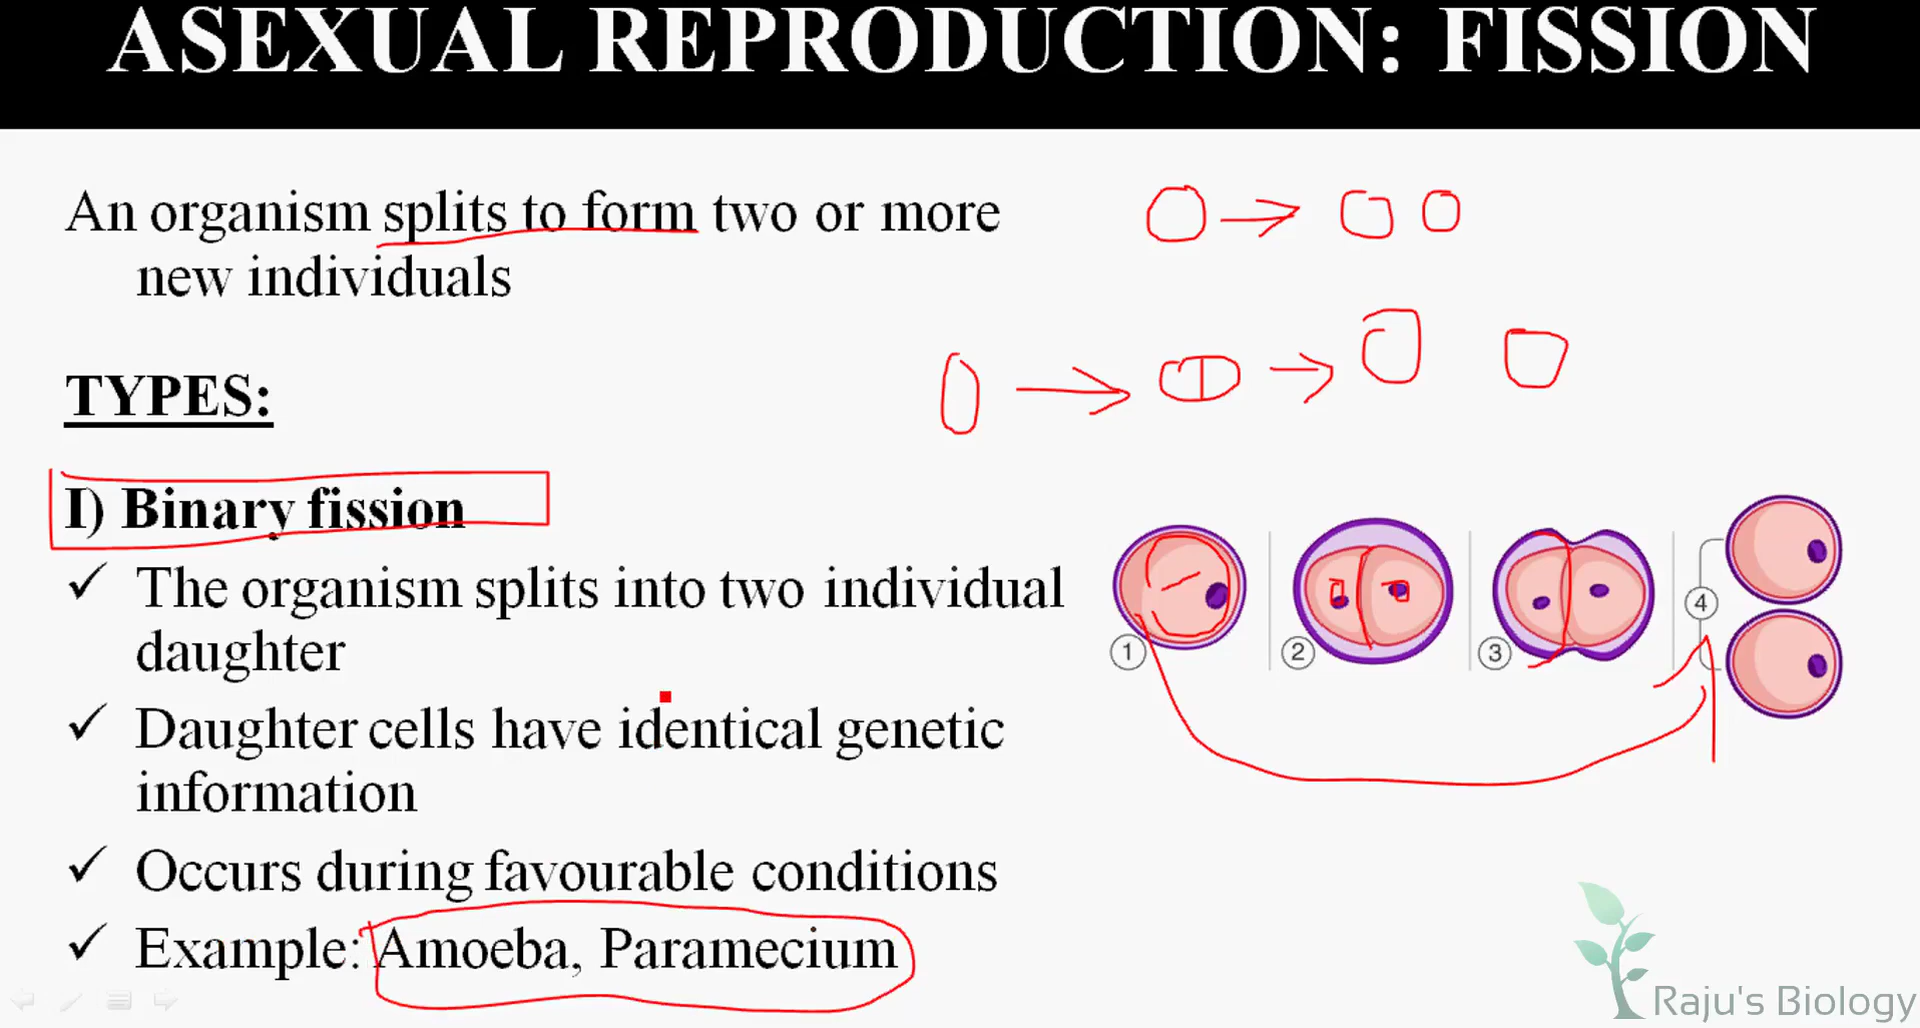 ASEXUAL REPRODUCTION: FISSION
An organism splits to form two or more
new individuals
TYPES:
I) Binary fission
✓ The organism splits into two individual
daughter
✓ Daughter cells have identical genetic
information
✓ Occurs during favourable conditions
✓ Example: Amoeba, Paramecium
1
2
3
4
Raju's Biology